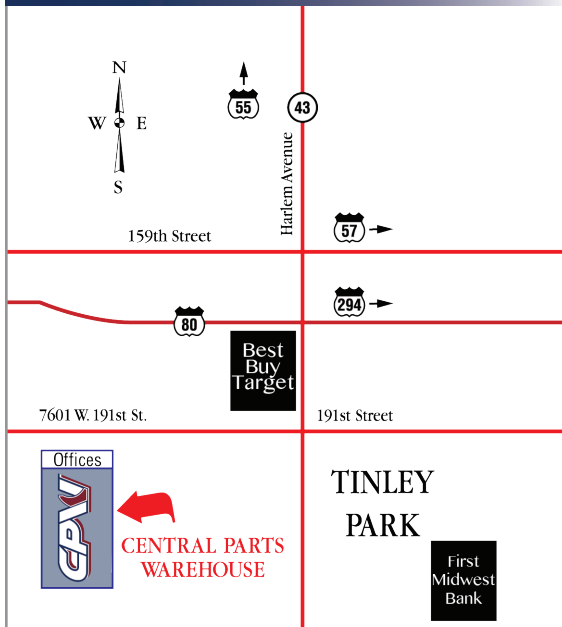 N
W E
S
55
43
Harlem Avenue
57
159th Street
294
80
Best
Buy
Target
7601 W. 191st St.
191st Street
Offices
CPW
TINLEY
PARK
CENTRAL PARTS
WAREHOUSE
First
Midwest
Bank